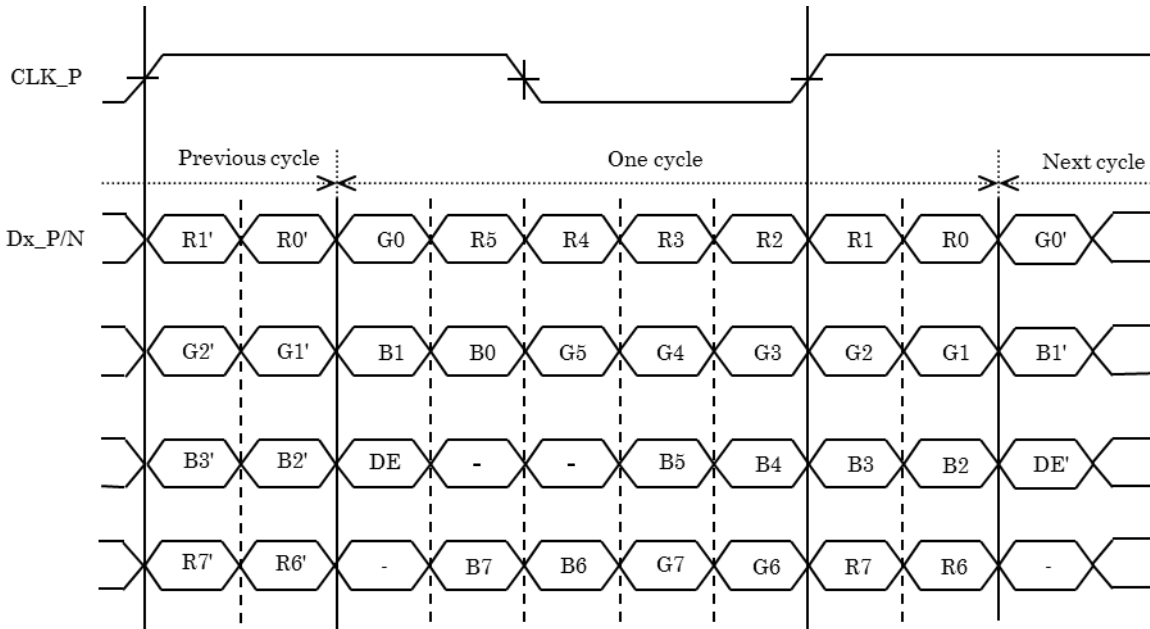 CLK_P
Previous cycle One cycle Next cycle
Dx_P/N R1' R0' G0 R5 R4 R3 R2 R1 R0 G0'
G2' G1' B1 B0 G5 G4 G3 G2 G1 B1'
B3' B2' DE - - B5 B4 B3 B2 DE'
R7' R6' - B7 B6 G7 G6 R7 R6 -